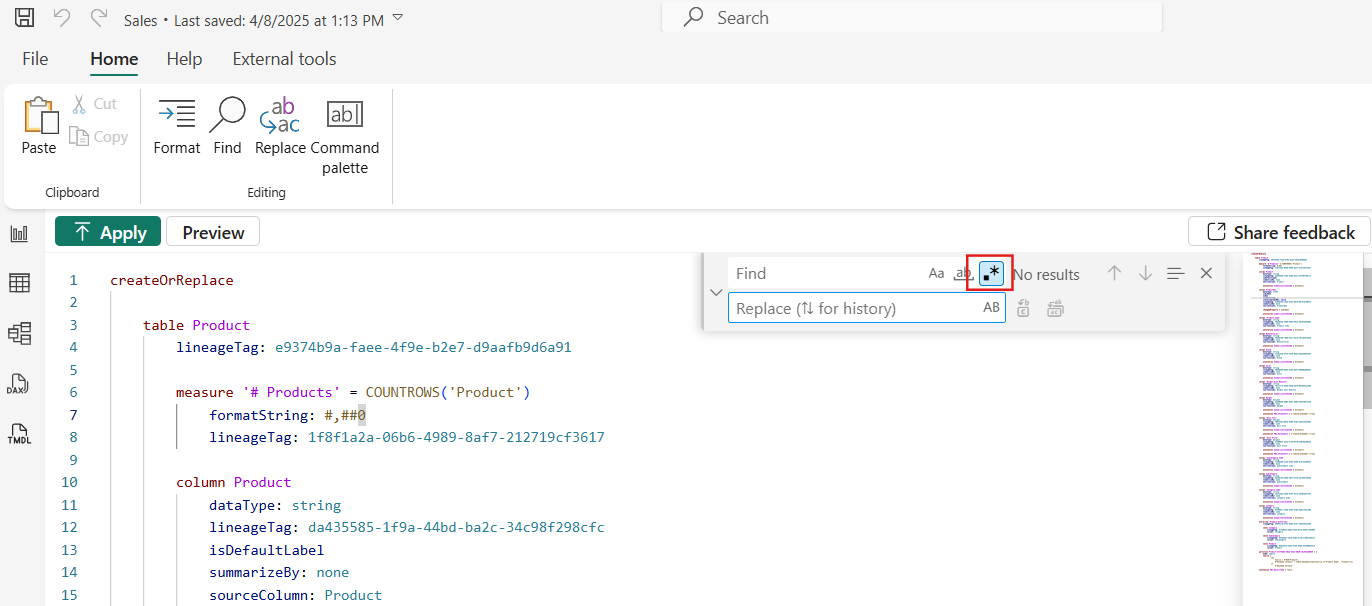 Sales • Last saved: 4/8/2025 at 1:13 PM
Search
File Home Help External tools
Paste
Cut
Copy
Clipboard
Format
Find
ab
ac
Replace
ab
Command palette
Editing
Apply
Preview
Share feedback
DAX
TMDL
Find
Aa
ab
.*
No results
Replace (⇅ for history)
AB
1 createOrReplace
2
3 table Product
4 lineageTag: e9374b9a-faee-4f9e-b2e7-d9aafb9d6a91
5
6 measure '# Products' = COUNTROWS('Product')
7 formatString: #,##0
8 lineageTag: 1f8f1a2a-06b6-4989-8af7-212719cf3617
9
10 column Product
11 dataType: string
12 lineageTag: da435585-1f9a-44bd-ba2c-34c98f298cfc
13 isDefaultLabel
14 summarizeBy: none
15 sourceColumn: Product